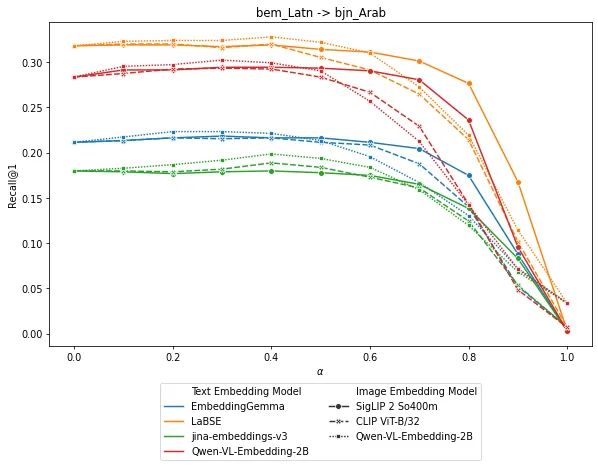 bem_Latn -> bjn_Arab
Recall@1
0.30
0.25
0.20
0.15
0.10
0.05
0.00
0.0 0.2 0.4 0.6 0.8 1.0
α
Text Embedding Model Image Embedding Model
EmbeddingGemma SigLIP 2 So400m
LaBSE CLIP ViT-B/32
jina-embeddings-v3 Qwen-VL-Embedding-2B
Qwen-VL-Embedding-2B